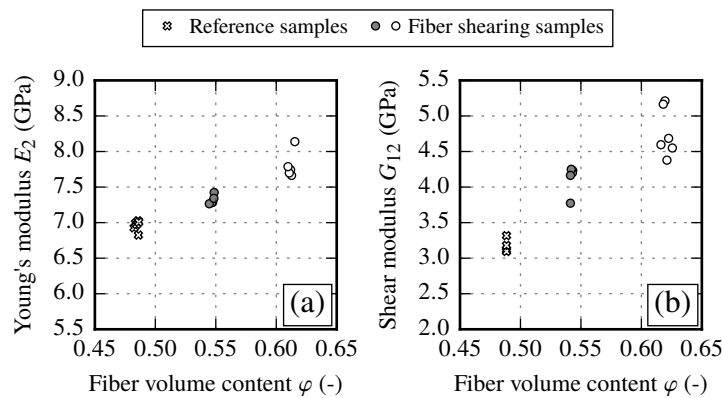 Reference samples
Fiber shearing samples
Young's modulus E₂ (GPa)
9.0
8.5
8.0
7.5
7.0
6.5
6.0
5.5
0.45 0.50 0.55 0.60 0.65
Fiber volume content φ (-)
(a)
Shear modulus G₁₂ (GPa)
5.5
5.0
4.5
4.0
3.5
3.0
2.5
2.0
0.45 0.50 0.55 0.60 0.65
Fiber volume content φ (-)
(b)